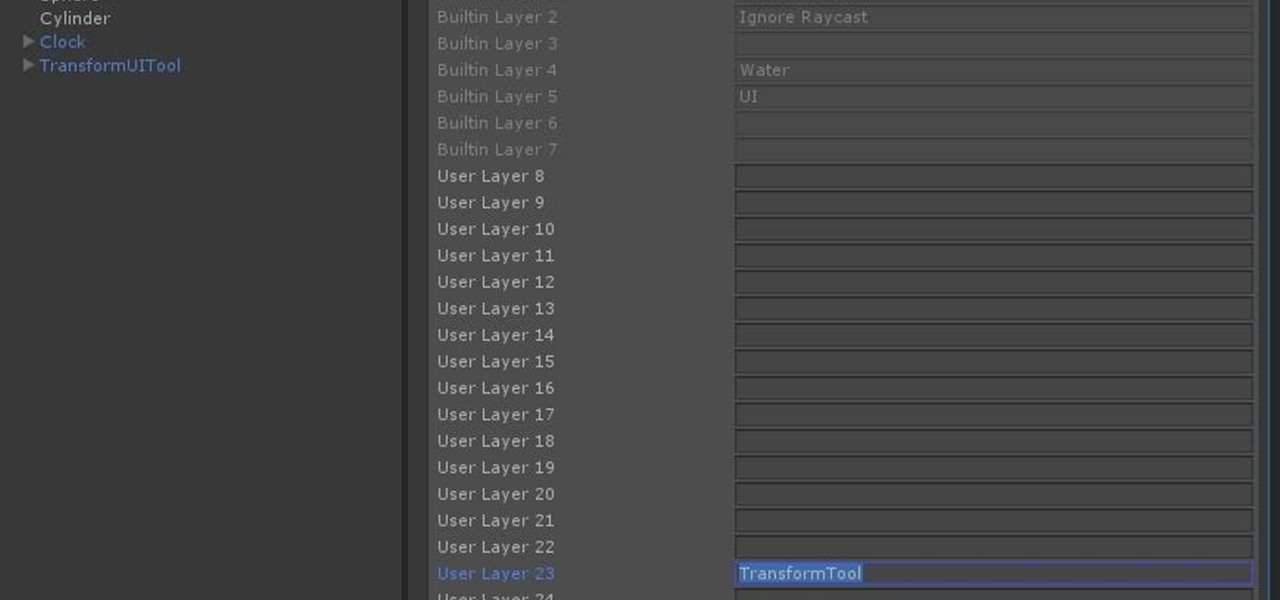 Cylinder
Clock
TransformUITool
Builtin Layer 2 Ignore Raycast
Builtin Layer 3
Builtin Layer 4 Water
Builtin Layer 5 UI
Builtin Layer 6
Builtin Layer 7
User Layer 8
User Layer 9
User Layer 10
User Layer 11
User Layer 12
User Layer 13
User Layer 14
User Layer 15
User Layer 16
User Layer 17
User Layer 18
User Layer 19
User Layer 20
User Layer 21
User Layer 22
User Layer 23 TransformTool
User Layer 24